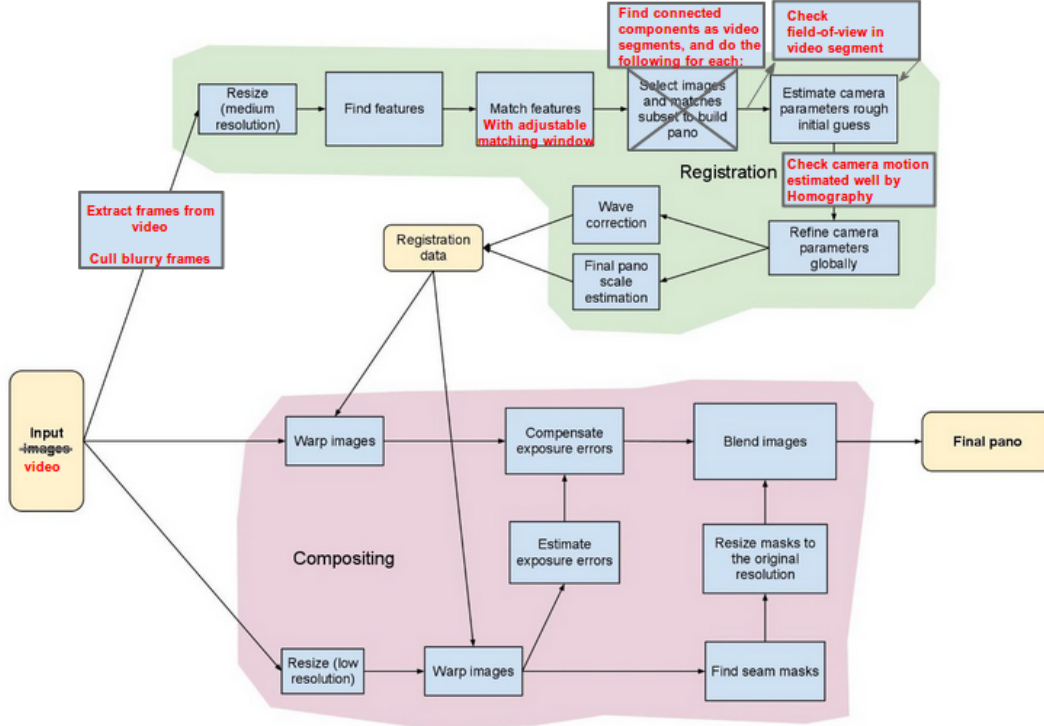 Find connected
components as video
segments, and do the
following for each:
Check
field-of-view in
video segment
Resize
(medium
resolution)
Find features
Match features
With adjustable
matching window
Select images
and matches
subset to build
pano
Estimate camera
parameters rough
initial guess
Registration
Check camera motion
estimated well by
Homography
Extract frames from
video
Cull blurry frames
Wave
correction
Registration
data
Refine camera
parameters
globally
Final pano
scale
estimation
Input
images
video
Warp images
Compensate
exposure errors
Blend images
Final pano
Compositing
Estimate
exposure errors
Resize masks to
the original
resolution
Resize (low
resolution)
Warp images
Find seam masks